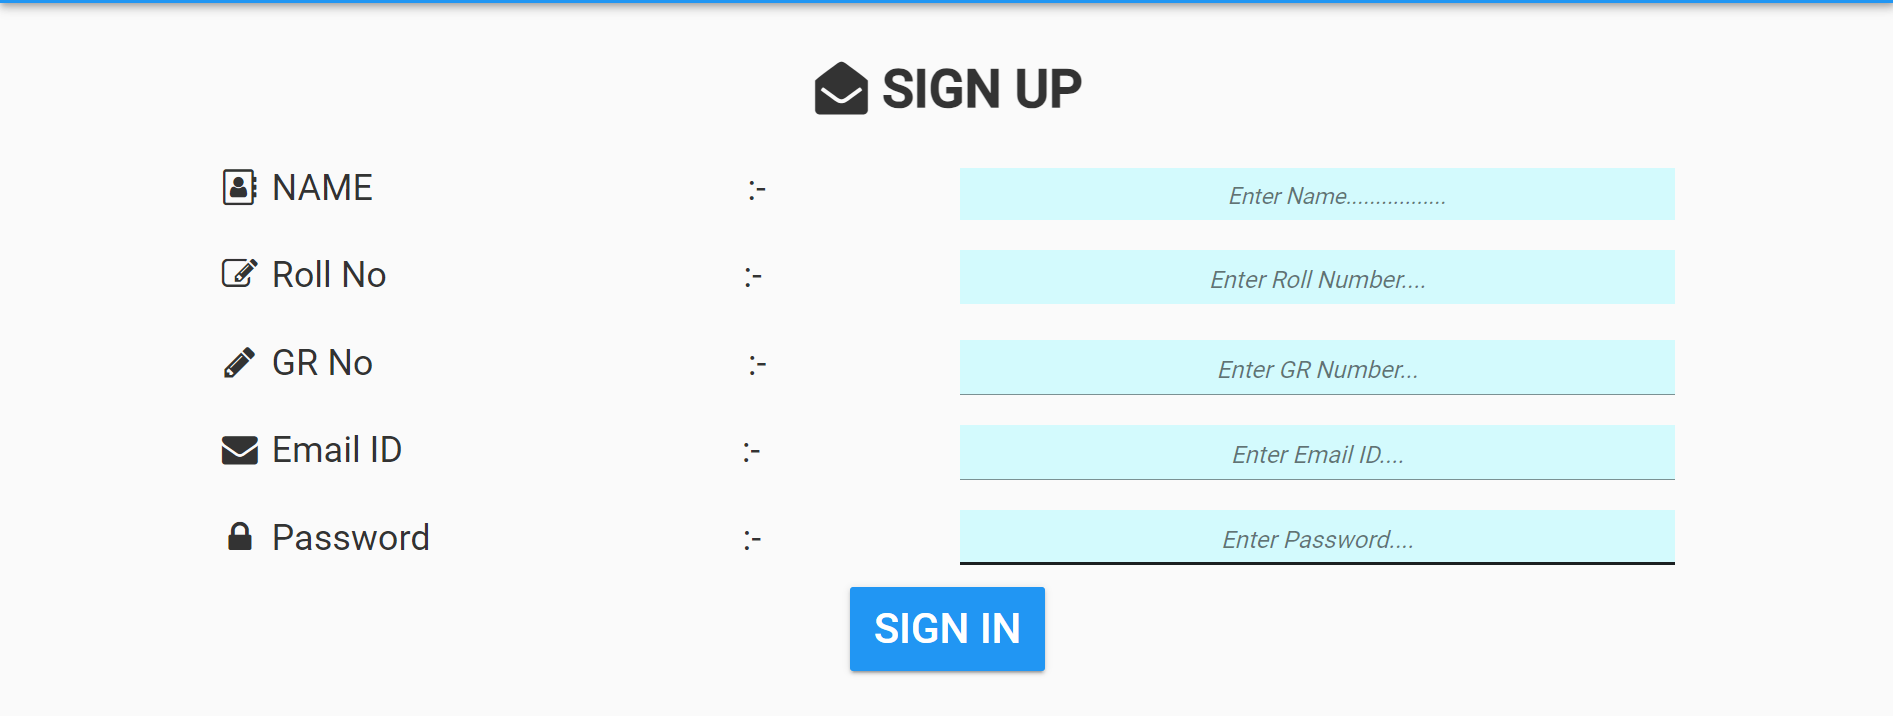 SIGN UP
NAME :- Enter Name.................
Roll No :- Enter Roll Number....
GR No :- Enter GR Number...
Email ID :- Enter Email ID....
Password :- Enter Password....
SIGN IN